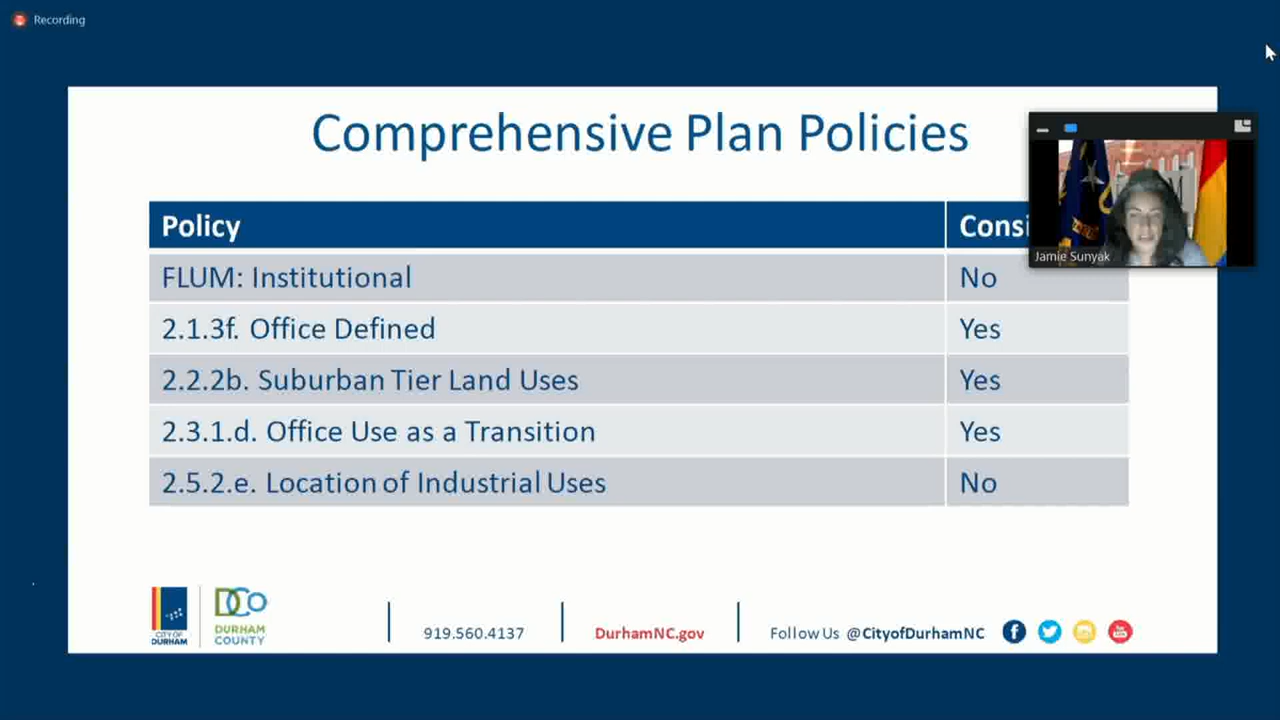 Recording
Comprehensive Plan Policies
Policy Consi
Jamie Sunyak
FLUM: Institutional No
2.1.3f. Office Defined Yes
2.2.2b. Suburban Tier Land Uses Yes
2.3.1.d. Office Use as a Transition Yes
2.5.2.e. Location of Industrial Uses No
CITY OF
DURHAM
DCO
DURHAM
COUNTY
919.560.4137
DurhamNC.gov
Follow Us @CityofDurhamNC